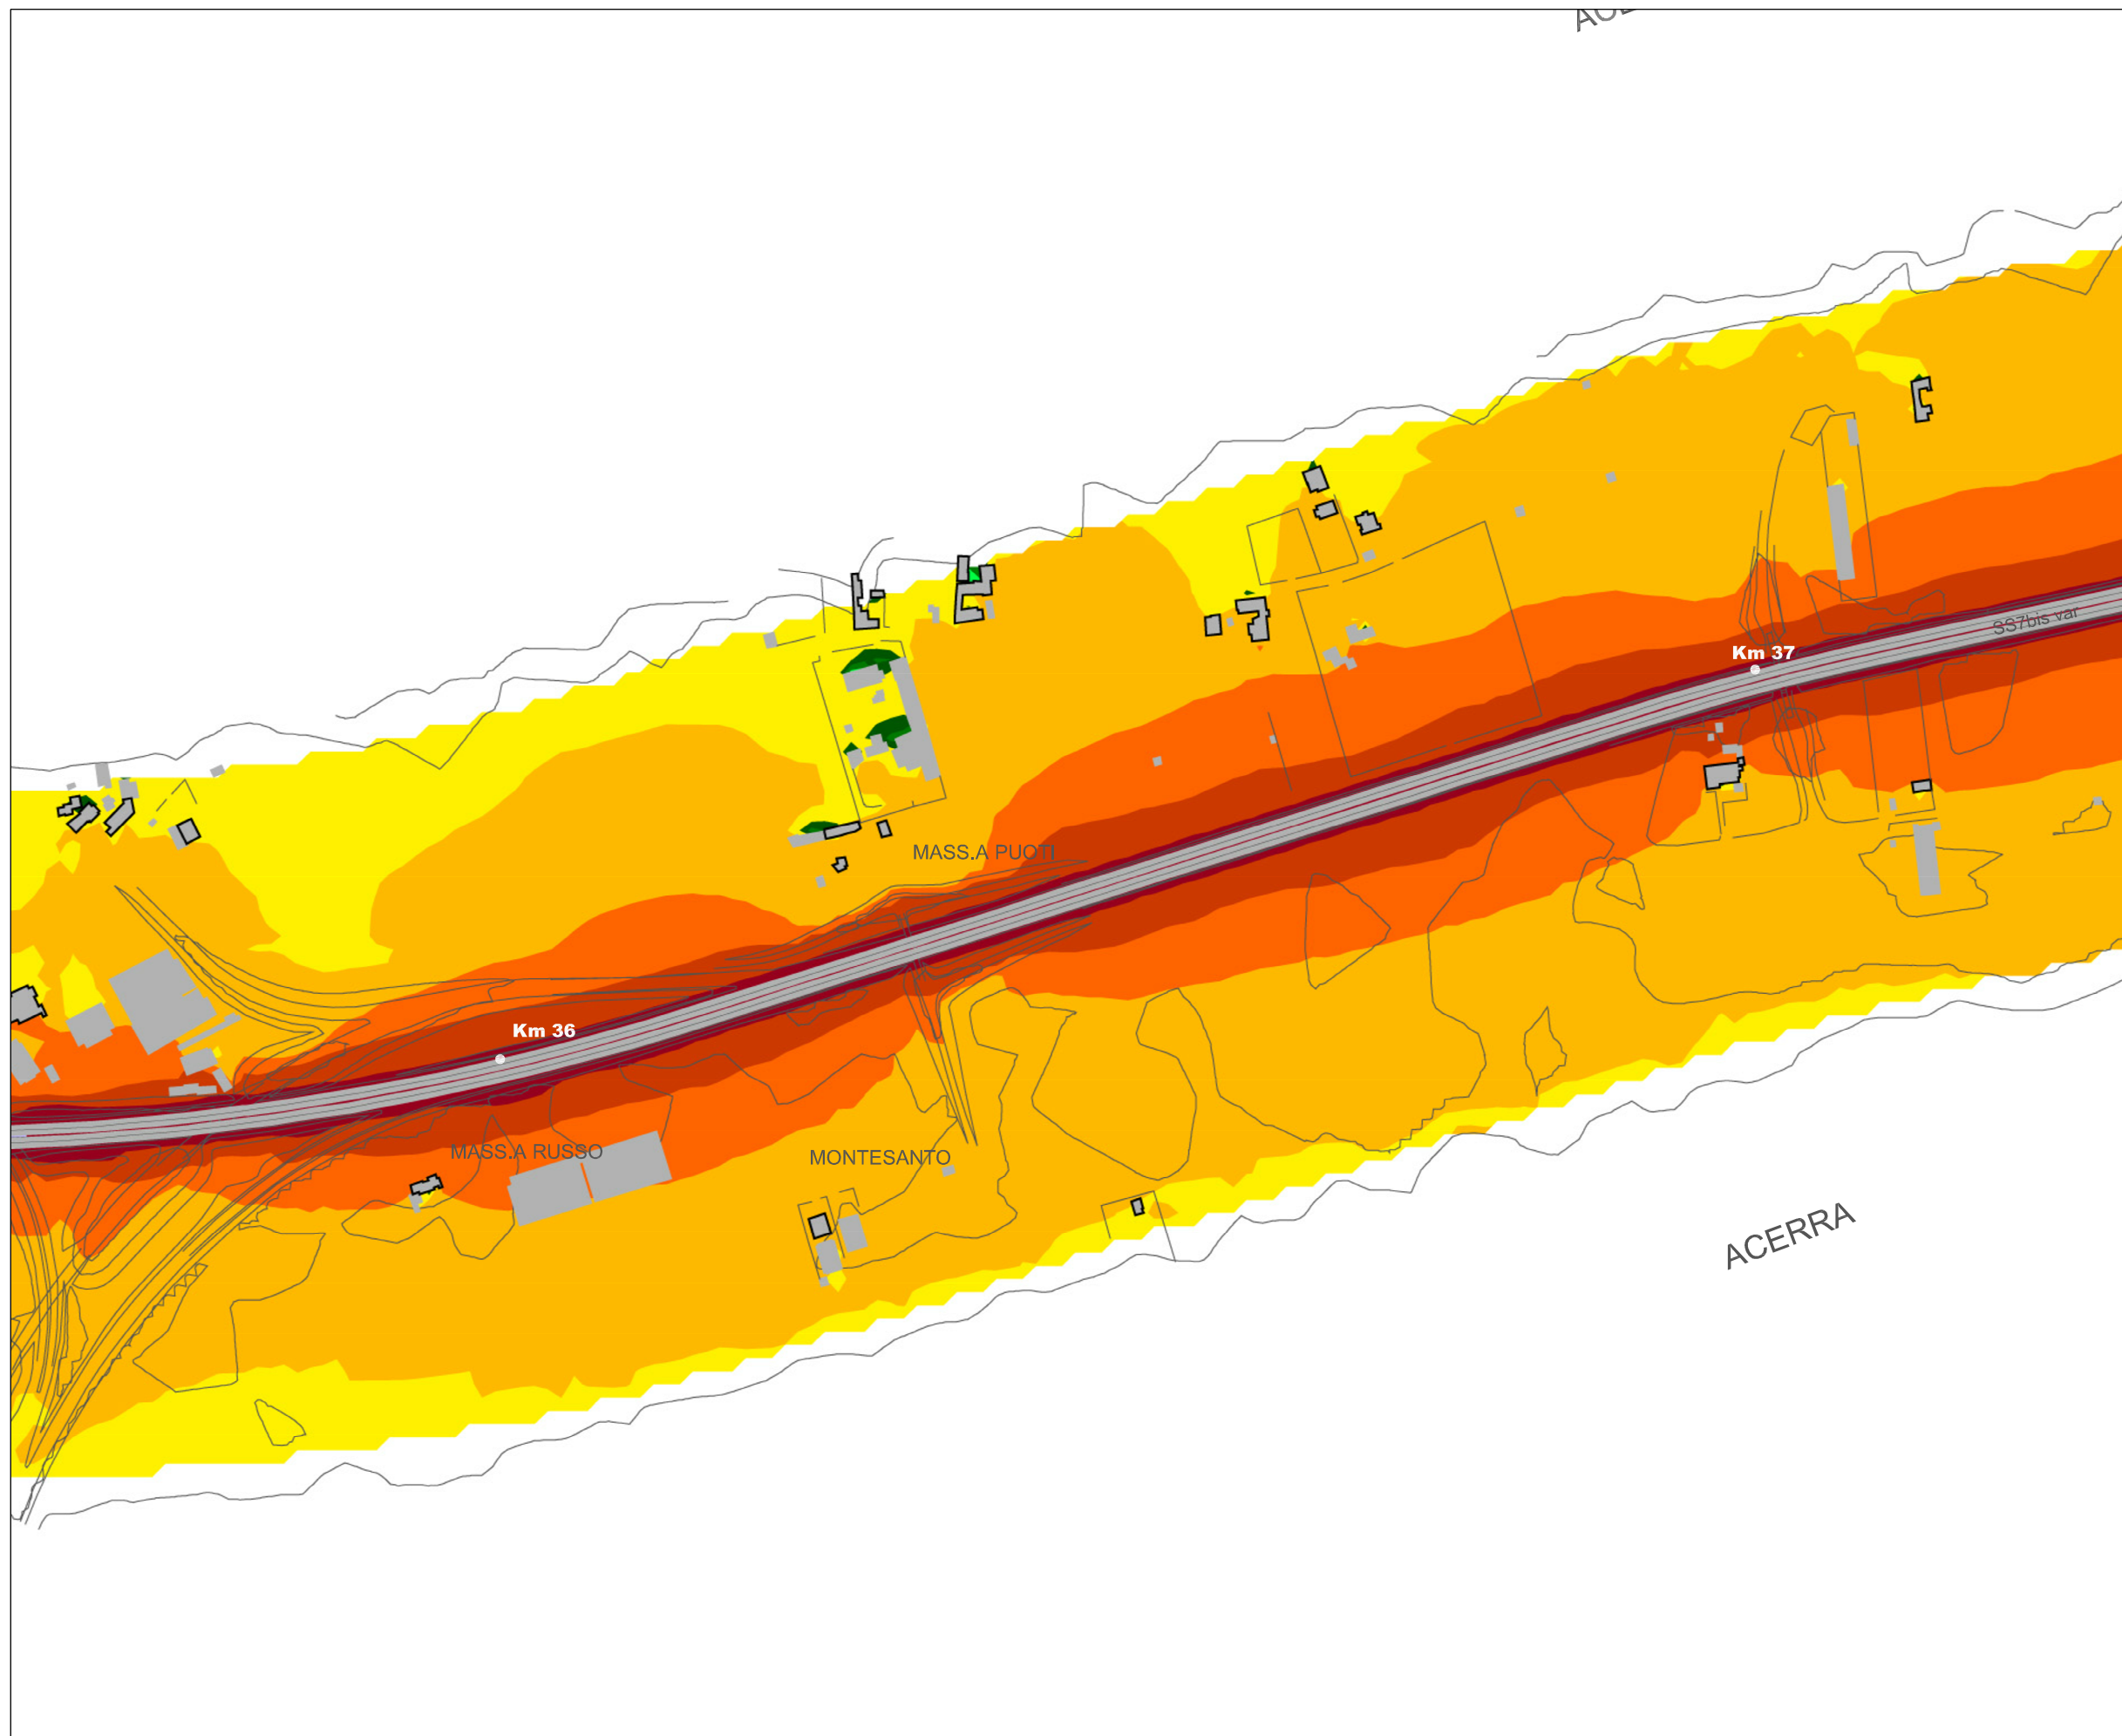 SS7bis var
Km 37
MASS.A PUOTI
Km 36
MASS.A RUSSO
MONTESANTO
ACERRA